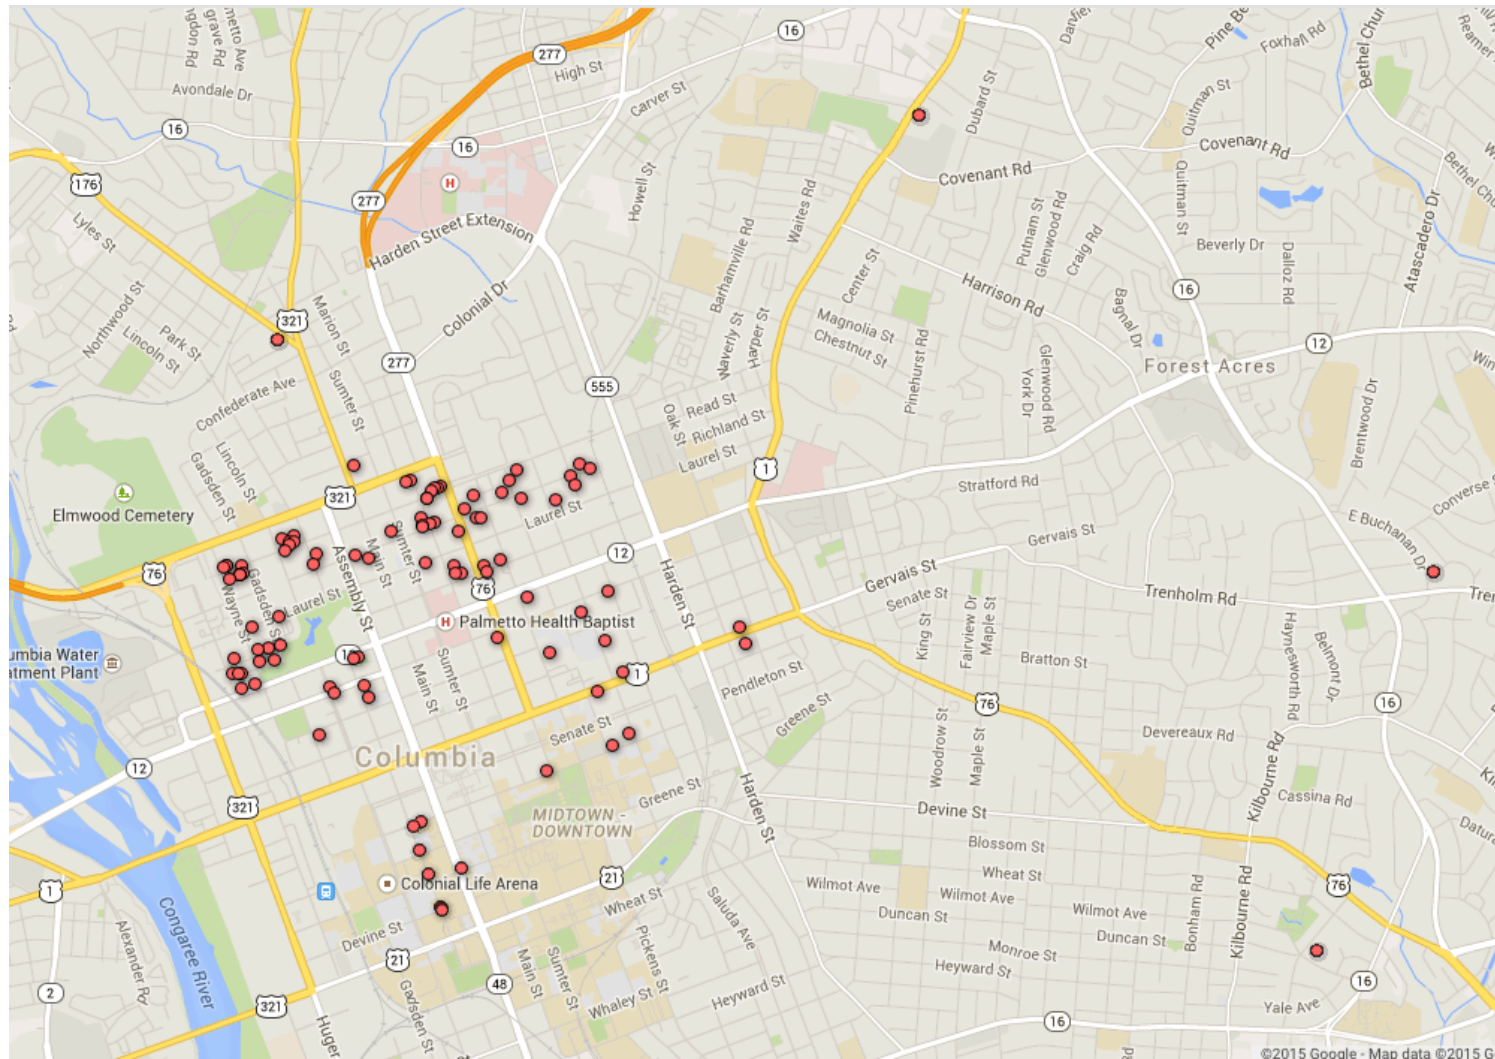 277
16
High St
Carver St
Avondale Dr
16
16
176
277
Lyles St
Harden Street Extension
Howell St
Colonial Dr
Northwood St
Park St
Lincoln St
Marion St
321
277
Confederate Ave
Sumter St
555
Lincoln St
Gadsden St
Elmwood Cemetery
321
Laurel St
Sumter St
Main St
Assembly St
76
Gadsden St
Wayne St
Laurel St
76
12
Palmetto Health Baptist
umbia Water
atment Plant
Main St
Sumter St
1
Senate St
Columbia
12
321
MIDTOWN -
DOWNTOWN
Greene St
Colonial Life Arena
21
Wheat St
1
Congaree River
Alexander Rd
Devine St
21
Main St
Sumter St
Pickens St
Whaley St
Heyward St
Saluda Ave
48
2
321
Huger
Gadsden St
Dubard St
Pine Be
Foxhall Rd
Bethel Chur
Reamer
Quitman St
Covenant Rd
Covenant Rd
Quitman St
Bethel Chu
Waites Rd
Barhamville Rd
Putnam St
Glenwood Rd
Craig Rd
Beverly Dr
Dalloz Rd
Atascadero Dr
Center St
Harrison Rd
16
Bagnal Dr
Magnolia St
Chestnut St
Waverly St
Harper St
Pinehurst Rd
Glenwood Rd
York Dr
Forest Acres
12
Read St
Richland St
Laurel St
Oak St
1
Brentwood Dr
Stratford Rd
Converse
Gervais St
E Buchanan Dr
Gervais St
Senate St
Trenholm Rd
Harden St
King St
Fairview Dr
Maple St
Haynesworth Rd
Belmont Dr
Bratton St
Pendleton St
Greene St
76
16
Woodrow St
Maple St
Devereaux Rd
Kilbourne Rd
Cassina Rd
Harden St
Devine St
Blossom St
Wheat St
Wilmot Ave
Wilmot Ave
Wilmot Ave
Duncan St
Duncan St
Bonham Rd
Kilbourne Rd
76
Monroe St
Heyward St
16
Yale Ave
16
©2015 Google - Map data ©2015 G